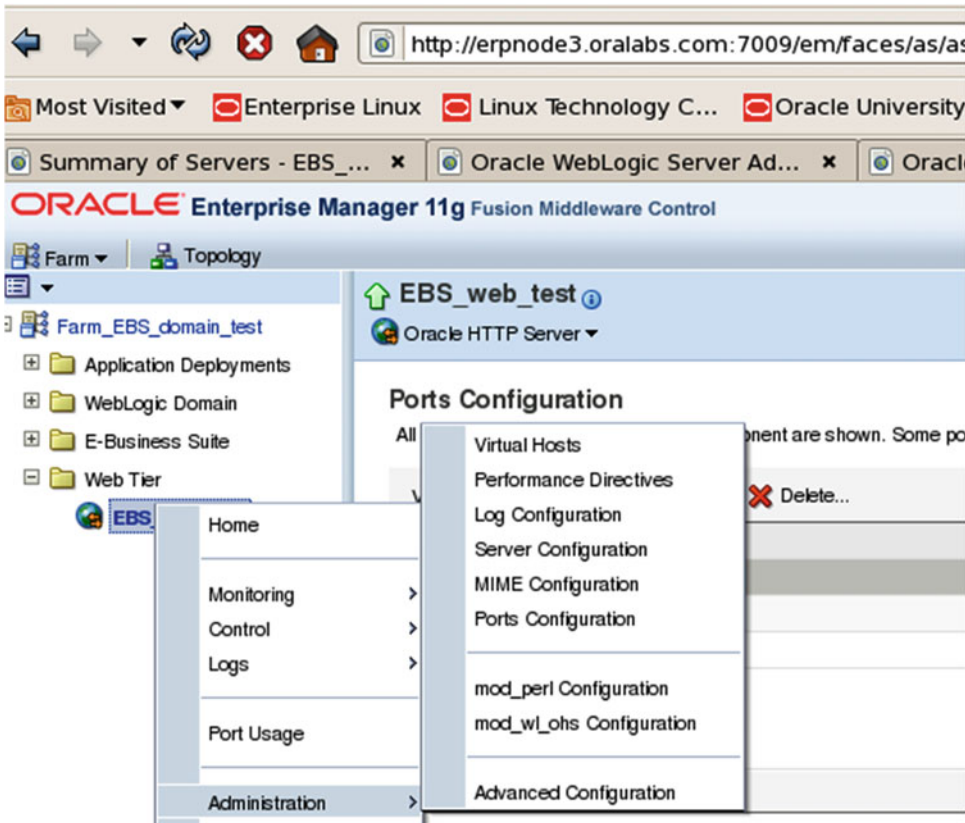 http://erpnode3.oralabs.com:7009/em/faces/as/as
Most Visited Enterprise Linux Linux Technology C... Oracle University
Summary of Servers - EBS_... Oracle WebLogic Server Ad... Oracl
ORACLE Enterprise Manager 11g Fusion Middleware Control
Farm Topology
EBS_web_test
Oracle HTTP Server
Farm_EBS_domain_test
Application Deployments
WebLogic Domain
E-Business Suite
Web Tier
EBS_
Ports Configuration
All
nent are shown. Some po
Delete...
Home
Monitoring
Control
Logs
Port Usage
Administration
Virtual Hosts
Performance Directives
Log Configuration
Server Configuration
MIME Configuration
Ports Configuration
mod_perl Configuration
mod_wl_ohs Configuration
Advanced Configuration